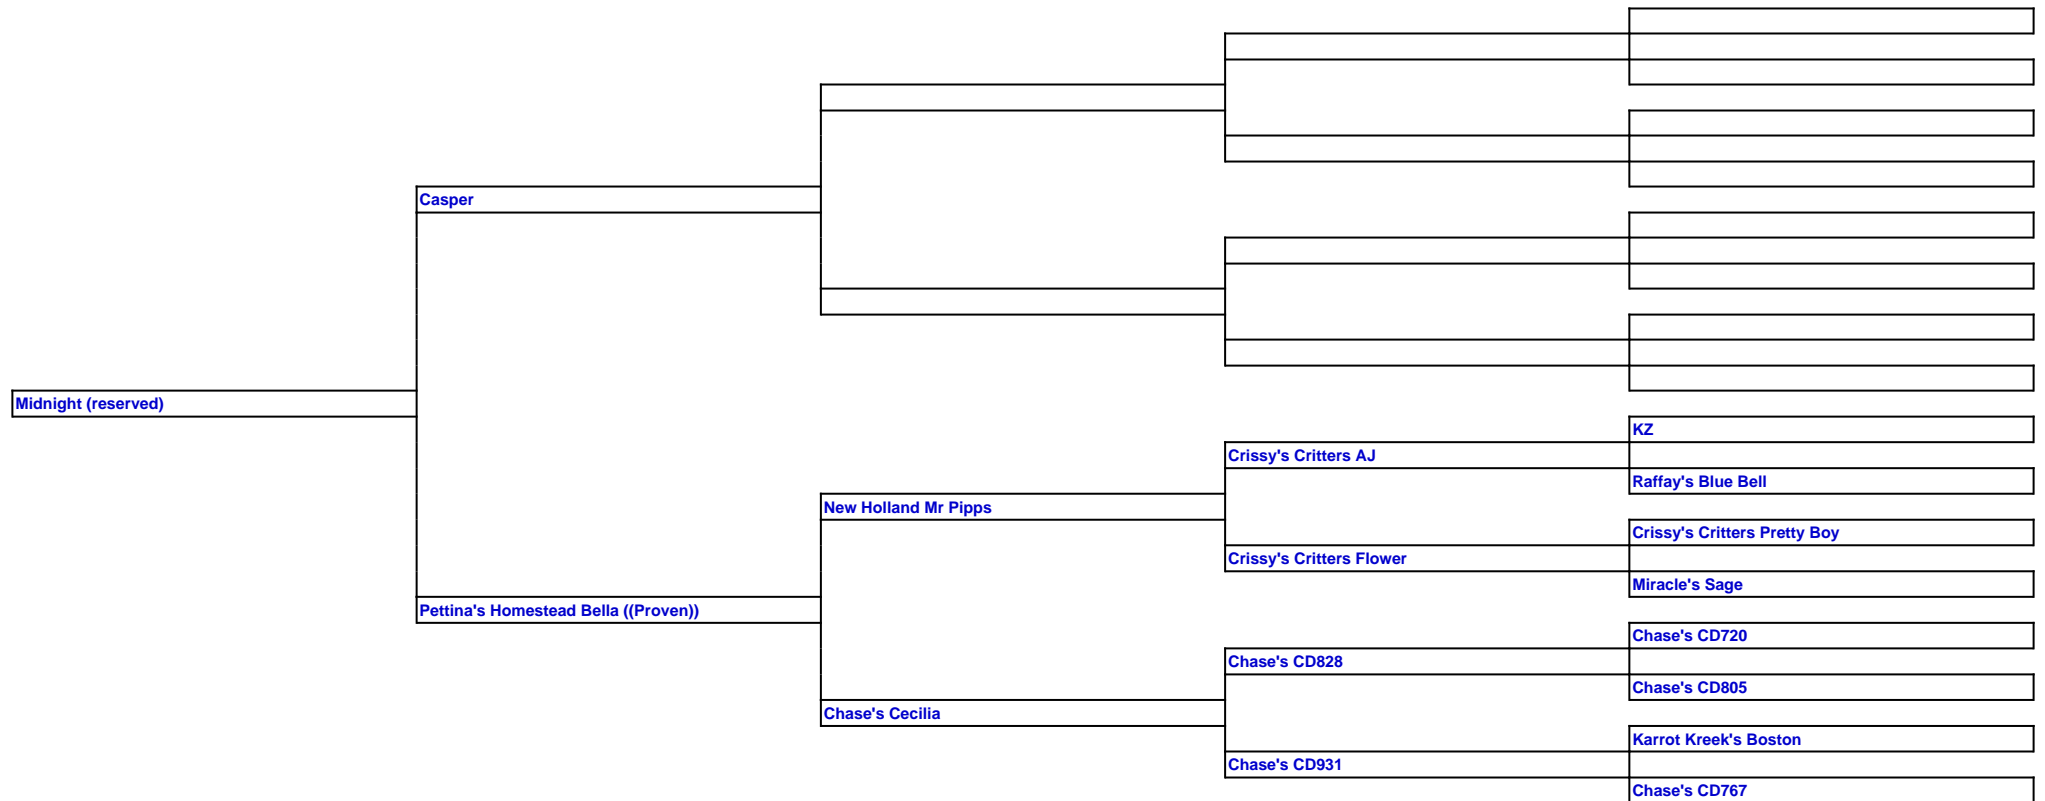 Casper
Midnight (reserved)
KZ
Crissy's Critters AJ
Raffay's Blue Bell
New Holland Mr Pipps
Crissy's Critters Pretty Boy
Crissy's Critters Flower
Miracle's Sage
Pettina's Homestead Bella ((Proven))
Chase's CD720
Chase's CD828
Chase's CD805
Chase's Cecilia
Karrot Kreek's Boston
Chase's CD931
Chase's CD767